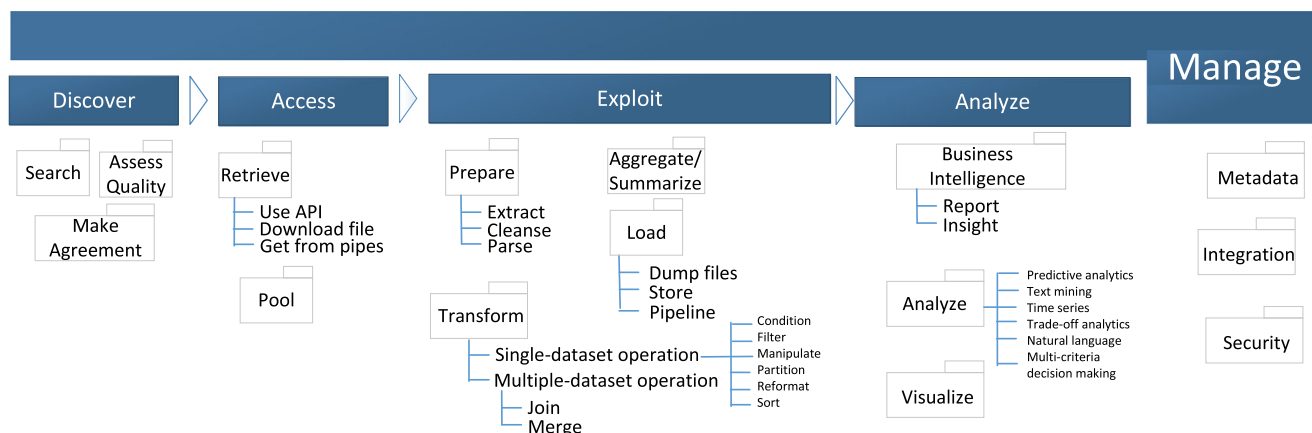 Manage
Discover
Access
Exploit
Analyze
Search
Assess
Quality
Make
Agreement
Retrieve
Use API
Download file
Get from pipes
Pool
Prepare
Extract
Cleanse
Parse
Aggregate/
Summarize
Load
Dump files
Store
Pipeline
Transform
Single-dataset operation
Condition
Filter
Manipulate
Partition
Reformat
Sort
Multiple-dataset operation
Join
Merge
Business
Intelligence
Report
Insight
Analyze
Predictive analytics
Text mining
Time series
Trade-off analytics
Natural language
Multi-criteria
decision making
Visualize
Metadata
Integration
Security